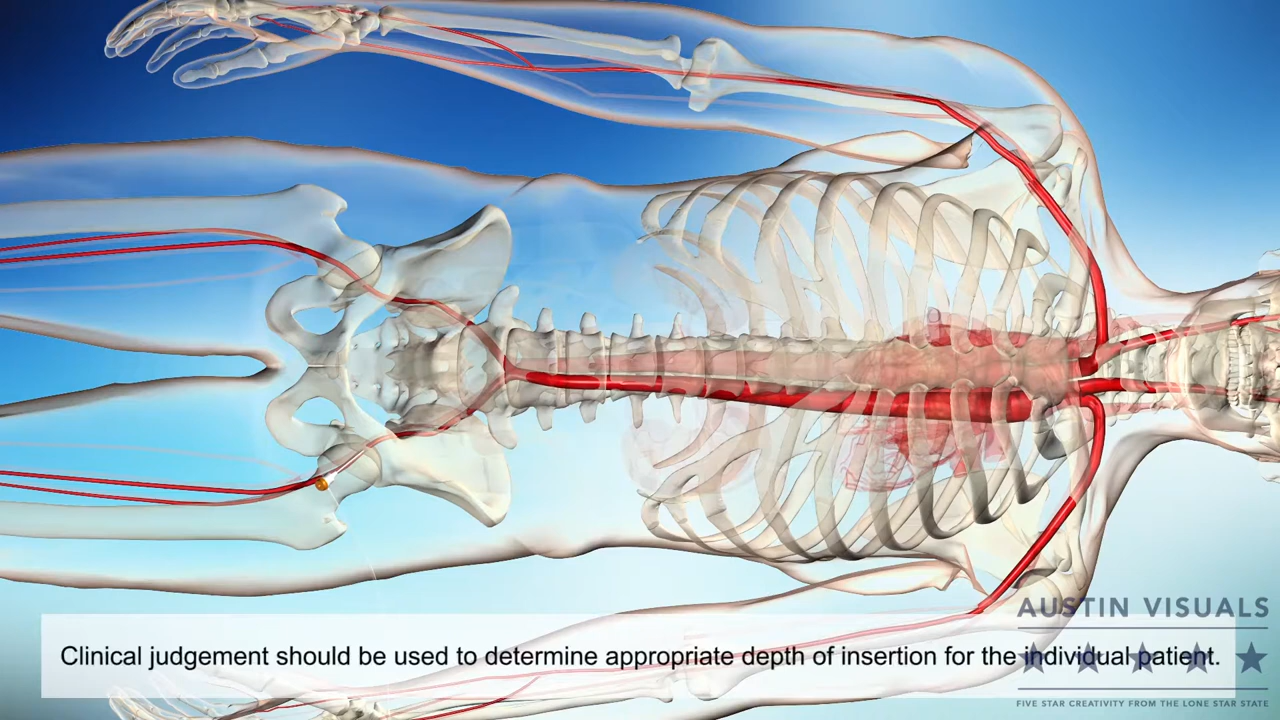 AUSTIN VISUALS
Clinical judgement should be used to determine appropriate depth of insertion for the individual patient.
FIVE STAR CREATIVITY FROM THE LONE STAR STATE